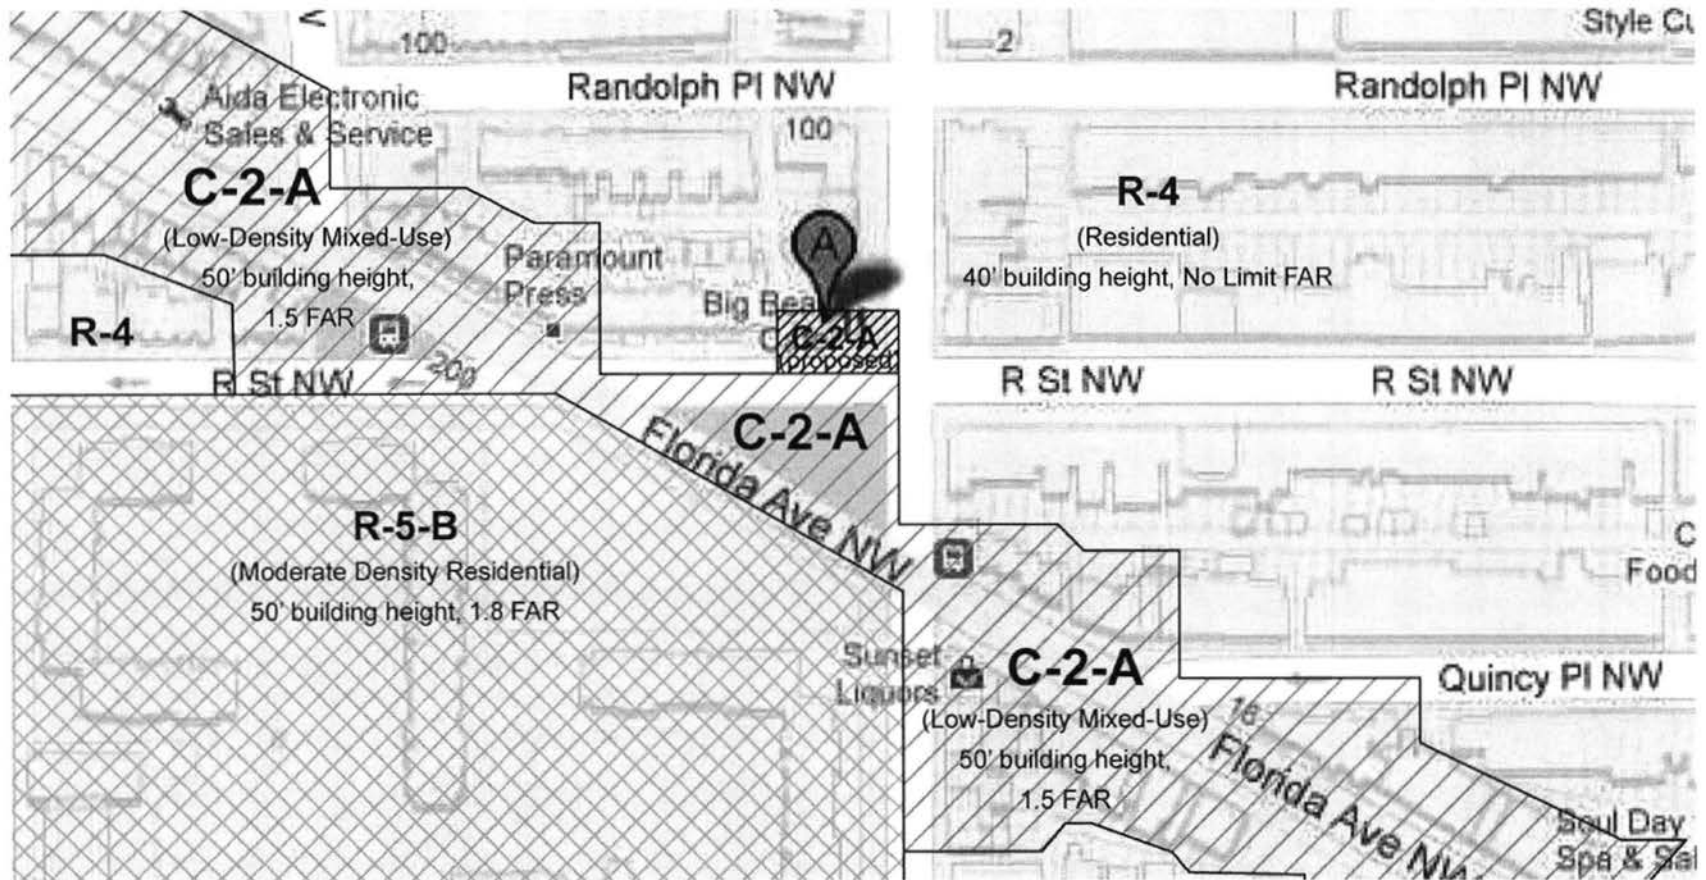 100
2
Style Cu
Randolph Pl NW
Randolph Pl NW
Aida Electronic
Sales & Service
100
C-2-A
(Low-Density Mixed-Use)
50' building height,
1.5 FAR
R-4
(Residential)
40' building height, No Limit FAR
A
Paramount
Press
Big Bea
C-2-A
proposed
R-4
R St NW
209
R St NW
R St NW
C-2-A
Florida Ave NW
R-5-B
(Moderate Density Residential)
50' building height, 1.8 FAR
C
Food
Sunset
Liquors
C-2-A
(Low-Density Mixed-Use)
50' building height,
1.5 FAR
Quincy Pl NW
16
Florida Ave NW
Soul Day
Spa & Sal